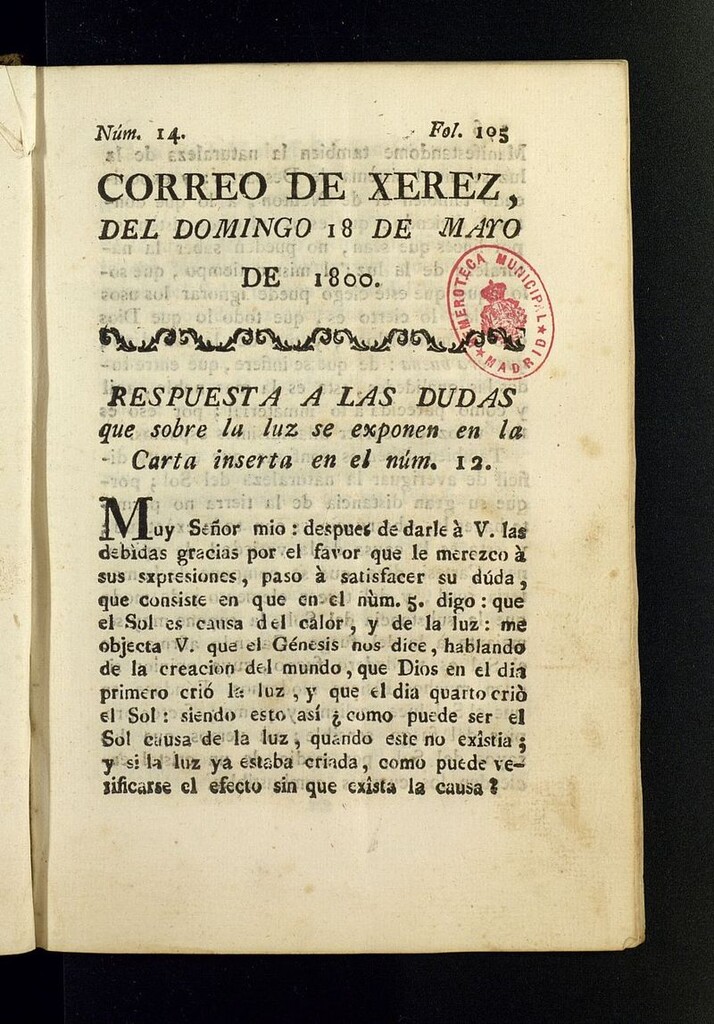 Núm. 14. Fol. 105
CORREO DE XEREZ,
DEL DOMINGO 18 DE MAYO
DE 1800.
HEMEROTECA MUNICIPAL
★ MADRID ★
RESPUESTA A LAS DUDAS
que sobre la luz se exponen en la
Carta inserta en el núm. 12.
Muy Señor mio : despues de darle à V. las
debidas gracias por el favor que le merezco à
sus sxpresiones, paso à satisfacer su dúda,
que consiste en que en el nùm. 5. digo : que
el Sol es causa del calór, y de la luz : me
objecta V. que el Génesis nos dice, hablando
de la creacion del mundo, que Dios en el dia
primero crió la luz, y que el dia quarto criò
el Sol : siendo esto así ¿ como puede ser el
Sol causa de la luz, quando este no existia ;
y si la luz ya estaba criada, como puede ve-
rificarse el efecto sin que exista la causa?